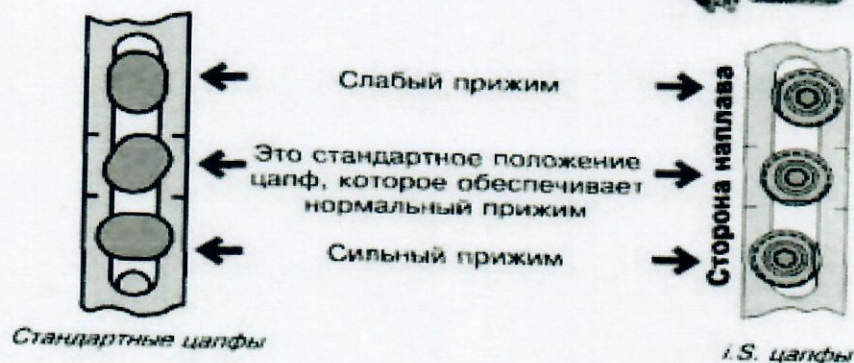 Слабый прижим
Это стандартное положение
цапф, которое обеспечивает
нормальный прижим
Сильный прижим
Сторона наплава
Стандартные цапфы
i.S. цапфы